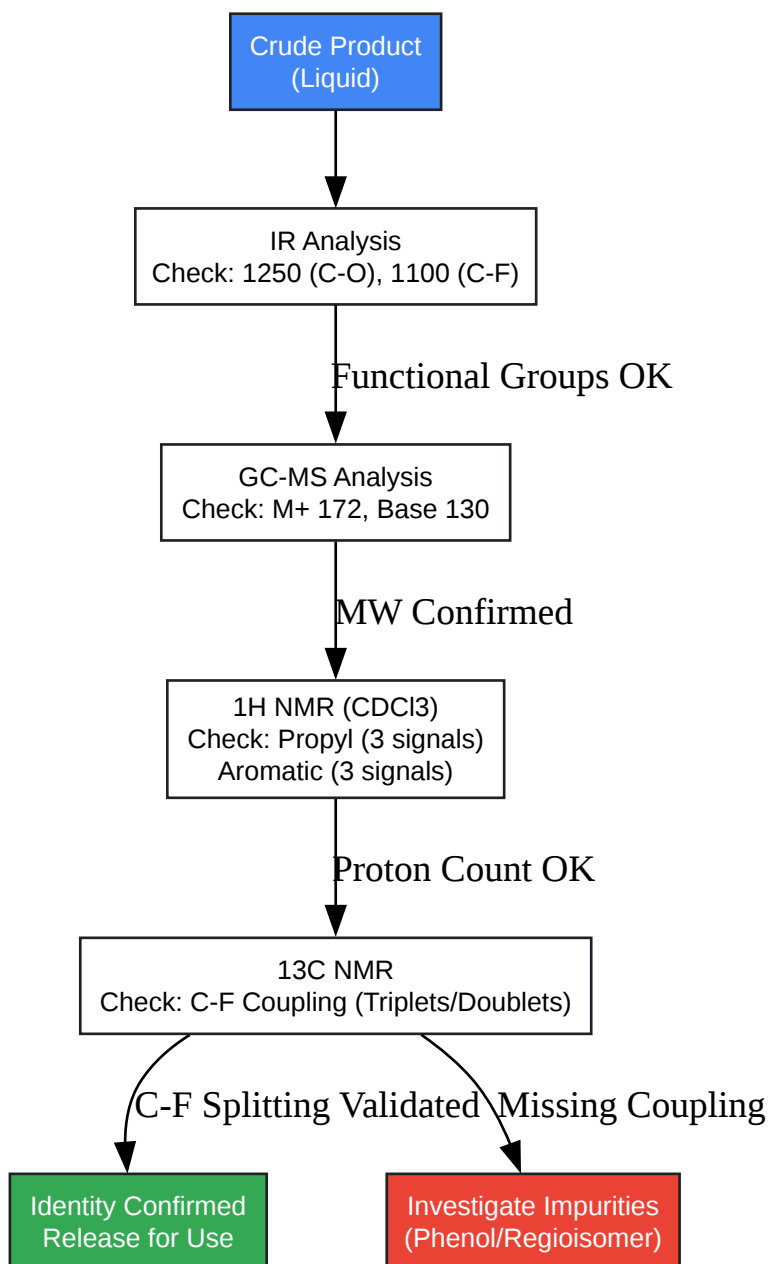 Crude Product
(Liquid)
IR Analysis
Check: 1250 (C-O), 1100 (C-F)
Functional Groups OK
GC-MS Analysis
Check: M+ 172, Base 130
MW Confirmed
1H NMR (CDCl3)
Check: Propyl (3 signals)
Aromatic (3 signals)
Proton Count OK
13C NMR
Check: C-F Coupling (Triplets/Doublets)
C-F Splitting Validated
Missing Coupling
Identity Confirmed
Release for Use
Investigate Impurities
(Phenol/Regioisomer)